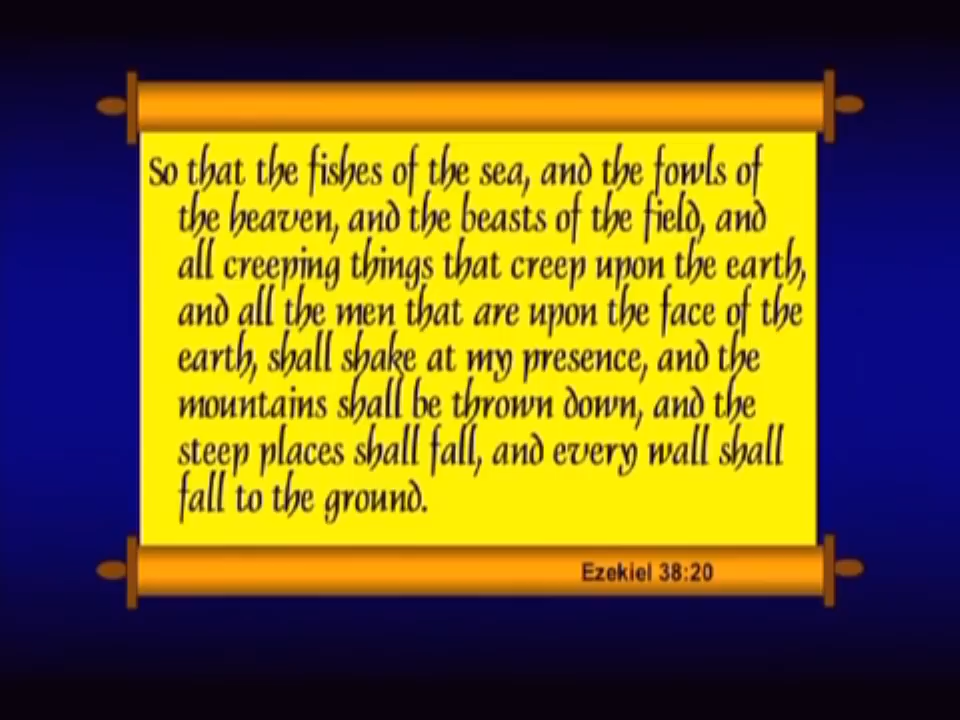 So that the fishes of the sea, and the fowls of
the heaven, and the beasts of the field, and
all creeping things that creep upon the earth,
and all the men that are upon the face of the
earth, shall shake at my presence, and the
mountains shall be thrown down, and the
steep places shall fall, and every wall shall
fall to the ground.
Ezekiel 38:20